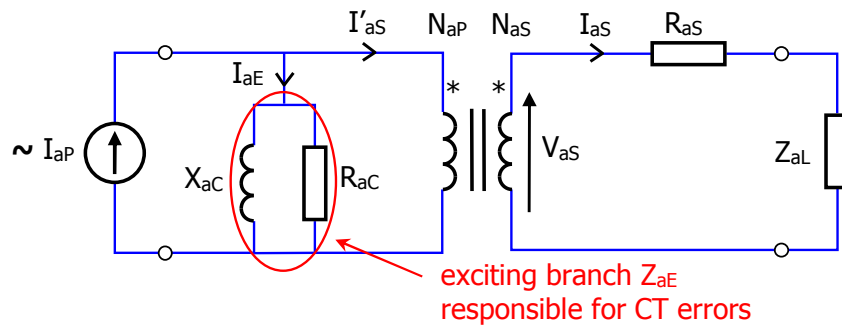 I'aS
NaP
NaS
IaS
RaS
IaE
*
*
~ IaP
XaC
RaC
VaS
ZaL
exciting branch ZaE
responsible for CT errors